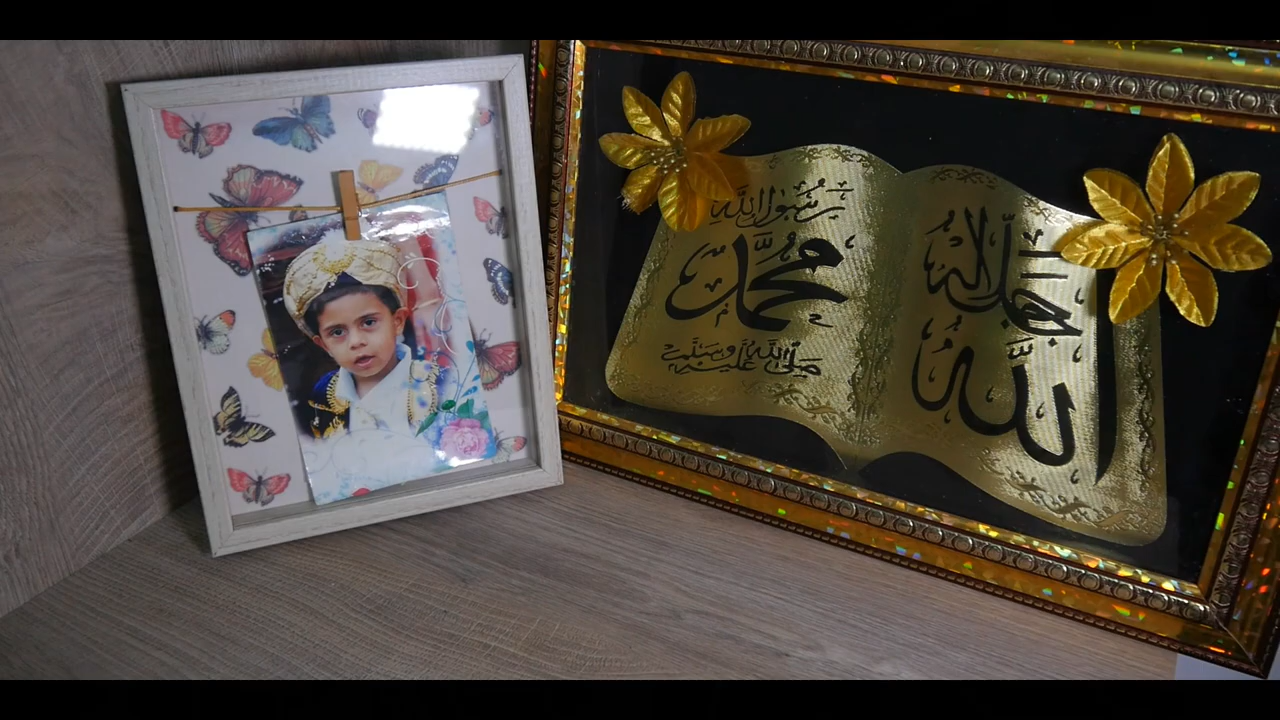 الله
جل جلاله
محمد
رسول الله
صلى الله عليه وسلم